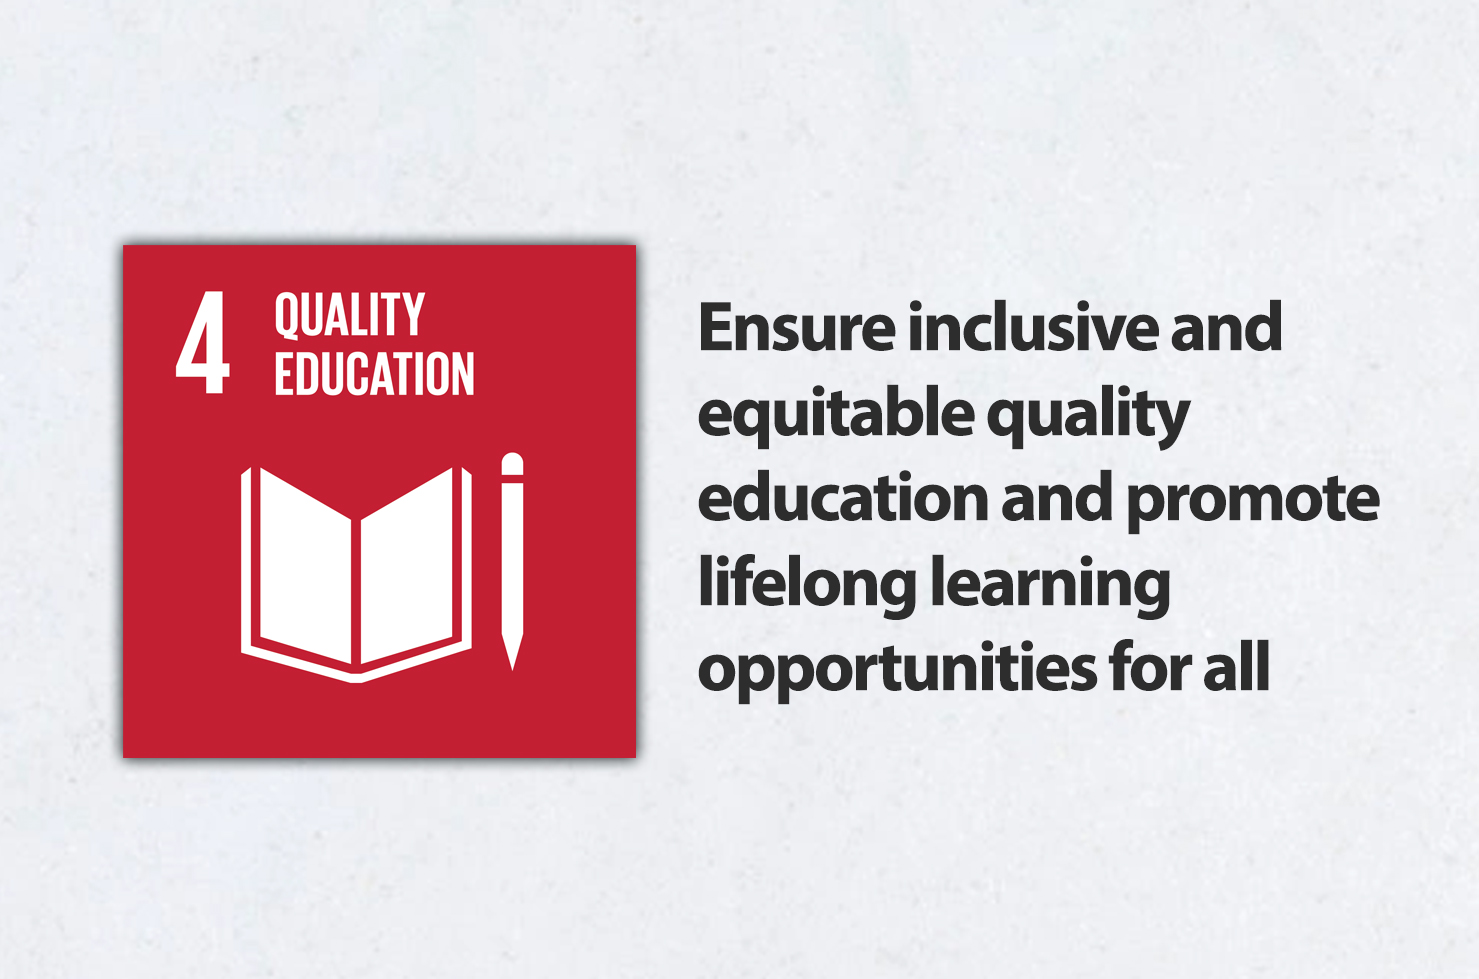 4 QUALITY
EDUCATION
Ensure inclusive and
equitable quality
education and promote
lifelong learning
opportunities for all